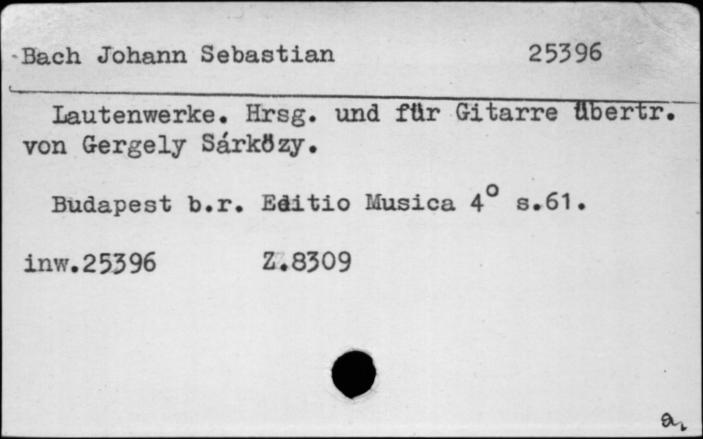 Bach Johann Sebastian 25396
Lautenwerke. Hrsg. und für Gitarre übertr.
von Gergely Sárközy.
Budapest b.r. Editio Musica 4° s.61.
inw.25396 Z.8309